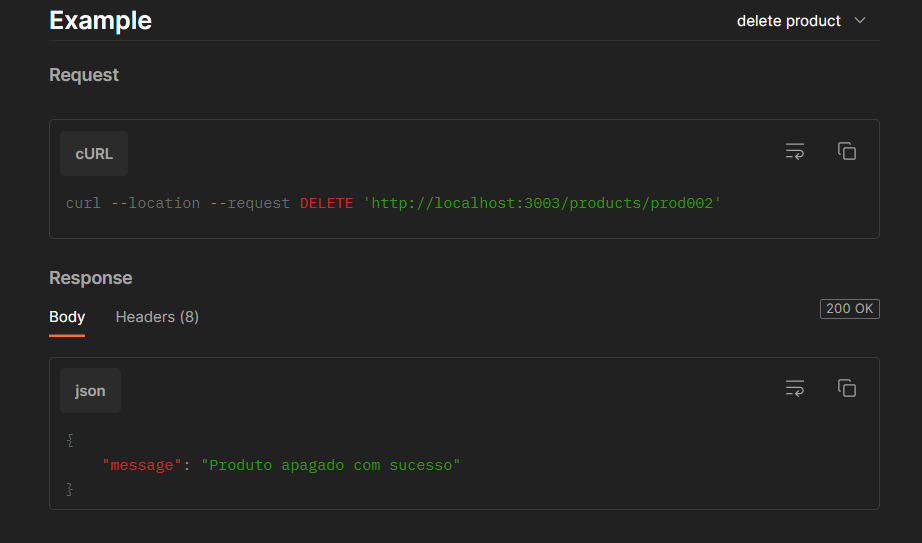 Example
delete product
Request
cURL
curl --location --request DELETE 'http://localhost:3003/products/prod002'
Response
Body
Headers (8)
200 OK
json
{
    "message": "Produto apagado com sucesso"
}